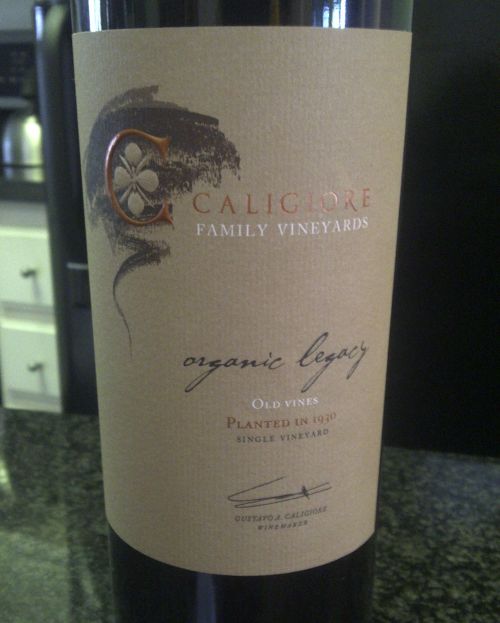 C
CALIGIORE
FAMILY VINEYARDS
organic legacy
OLD VINES
PLANTED IN 1930
SINGLE VINEYARD
GUSTAVO A. CALIGIORE
WINEMAKER